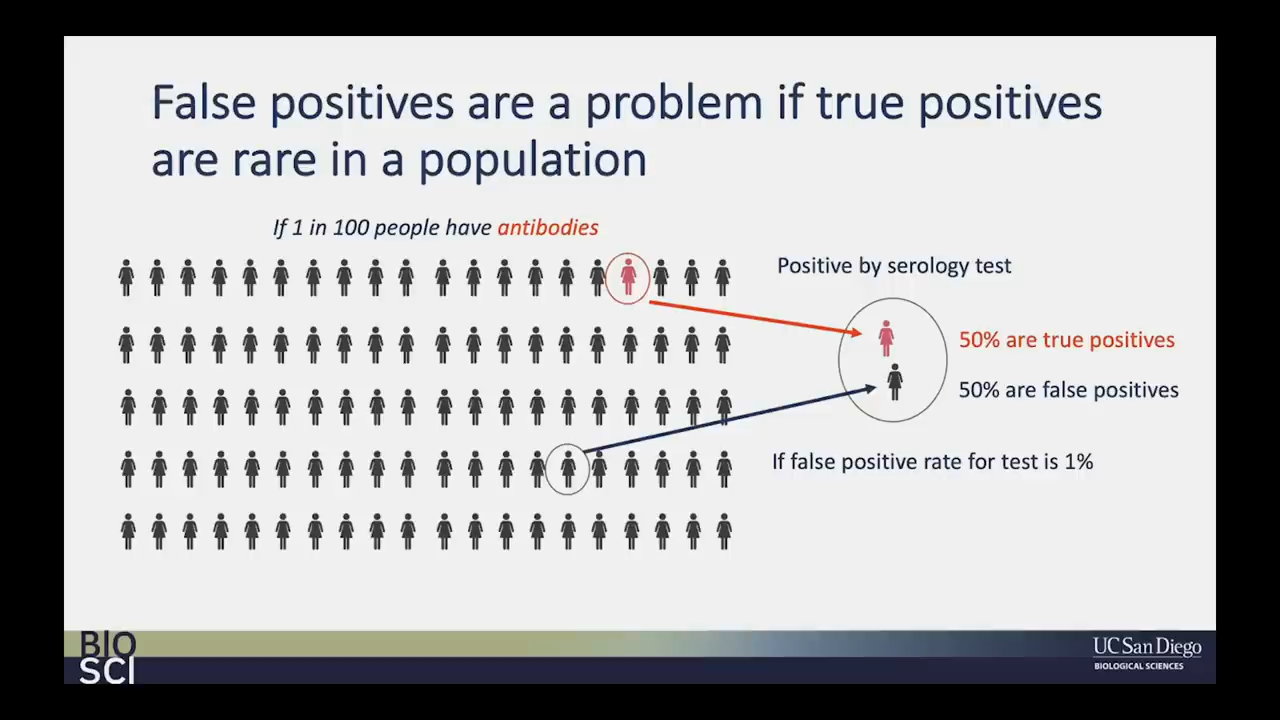 False positives are a problem if true positives
are rare in a population
If 1 in 100 people have antibodies
Positive by serology test
50% are true positives
50% are false positives
If false positive rate for test is 1%
BIO
SCI
UC San Diego
BIOLOGICAL SCIENCES